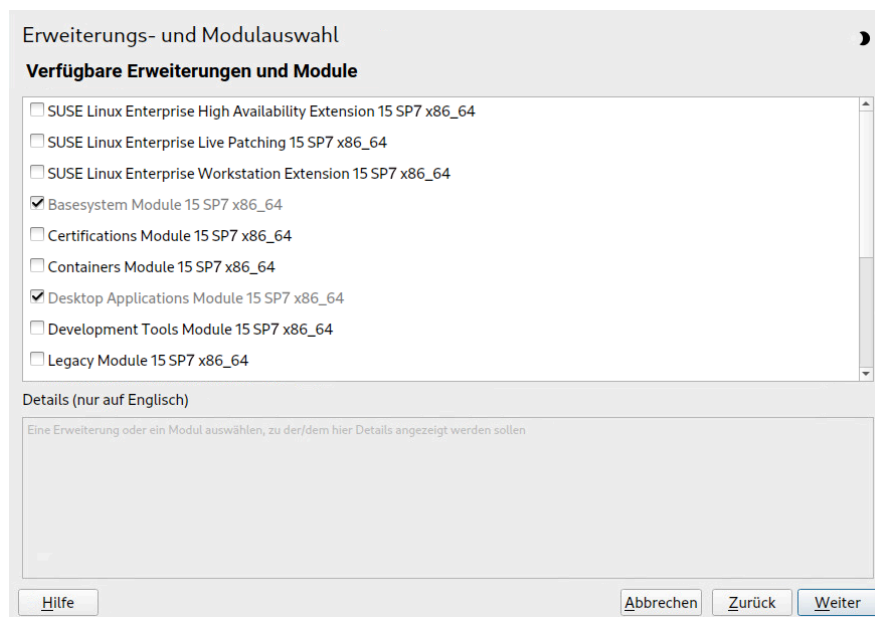 Erweiterungs- und Modulauswahl
Verfügbare Erweiterungen und Module
SUSE Linux Enterprise High Availability Extension 15 SP7 x86_64
SUSE Linux Enterprise Live Patching 15 SP7 x86_64
SUSE Linux Enterprise Workstation Extension 15 SP7 x86_64
Basesystem Module 15 SP7 x86_64
Certifications Module 15 SP7 x86_64
Containers Module 15 SP7 x86_64
Desktop Applications Module 15 SP7 x86_64
Development Tools Module 15 SP7 x86_64
Legacy Module 15 SP7 x86_64
Details (nur auf Englisch)
Eine Erweiterung oder ein Modul auswählen, zu der/dem hier Details angezeigt werden sollen
Hilfe Abbrechen Zurück Weiter